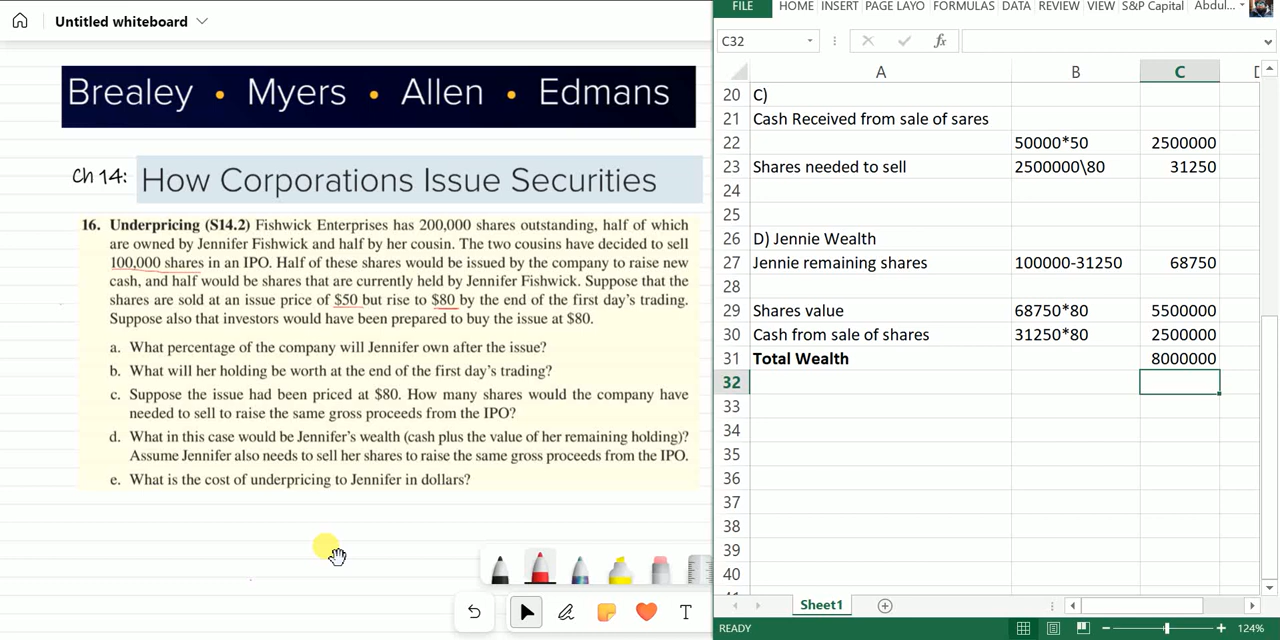 Untitled whiteboard
Brearley • Myers • Allen • Edmans
Ch 14: How Corporations Issue Securities
16. Underpricing (S14.2) Fishwick Enterprises has 200,000 shares outstanding, half of which
are owned by Jennifer Fishwick and half by her cousin. The two cousins have decided to sell
100,000 shares in an IPO. Half of these shares would be issued by the company to raise new
cash, and half would be shares that are currently held by Jennifer Fishwick. Suppose that the
shares are sold at an issue price of $50 but rise to $80 by the end of the first day's trading.
Suppose also that investors would have been prepared to buy the issue at $80.
a. What percentage of the company will Jennifer own after the issue?
b. What will her holding be worth at the end of the first day's trading?
c. Suppose the issue had been priced at $80. How many shares would the company have
needed to sell to raise the same gross proceeds from the IPO?
d. What in this case would be Jennifer's wealth (cash plus the value of her remaining holding)?
Assume Jennifer also needs to sell her shares to raise the same gross proceeds from the IPO.
e. What is the cost of underpricing to Jennifer in dollars?
T
FILE HOME INSERT PAGE LAYO FORMULAS DATA REVIEW VIEW S&P Capital Abdul...
C32 fx
A B C D
20 C)
21 Cash Received from sale of sares
22 50000*50 2500000
23 Shares needed to sell 2500000\80 31250
24
25
26 D) Jennie Wealth
27 Jennie remaining shares 100000-31250 68750
28
29 Shares value 68750*80 5500000
30 Cash from sale of shares 31250*80 2500000
31 Total Wealth 8000000
32
33
34
35
36
37
38
39
40
Sheet1
READY 124%